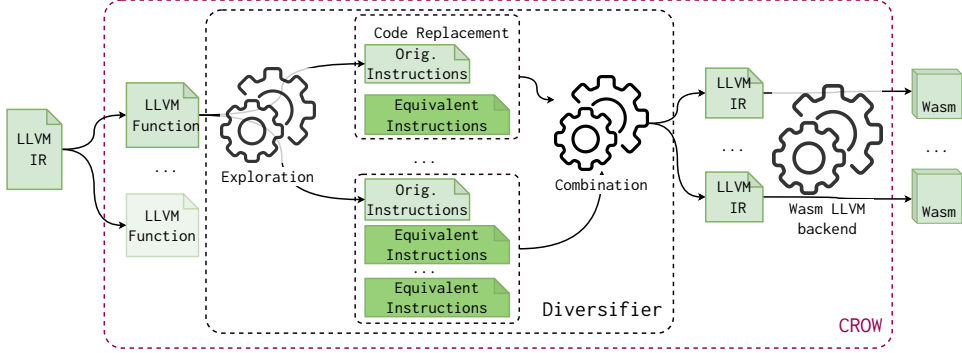 LLVM
IR
LLVM
Function
...
LLVM
Function
Exploration
Code Replacement
Orig.
Instructions
Equivalent
Instructions
...
Orig.
Instructions
Equivalent
Instructions
...
Equivalent
Instructions
Combination
Diversifier
LLVM
IR
...
LLVM
IR
Wasm LLVM
backend
Wasm
...
Wasm
CROW